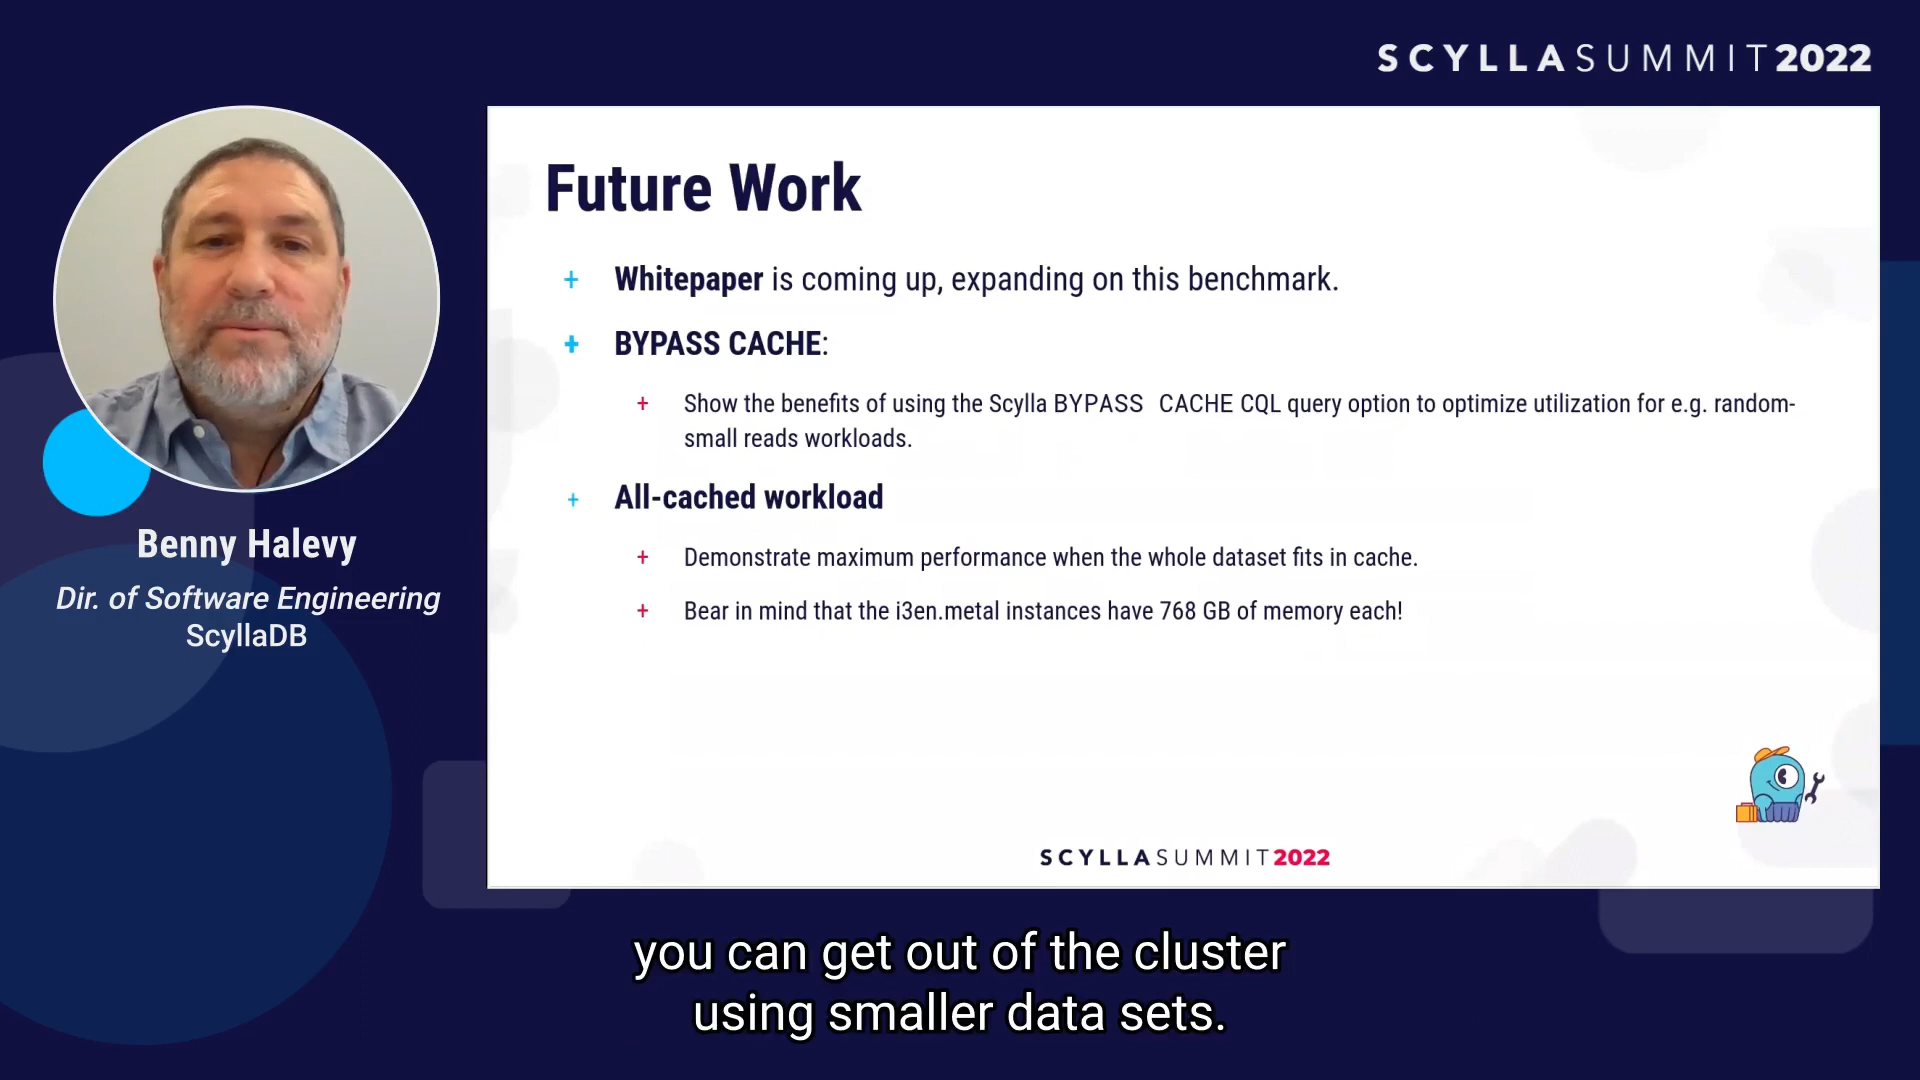 SCYLLA SUMMIT 2022
Benny Halevy
Dir. of Software Engineering
ScyllaDB
Future Work
+ Whitepaper is coming up, expanding on this benchmark.
+ BYPASS CACHE:
+ Show the benefits of using the Scylla BYPASS CACHE CQL query option to optimize utilization for e.g. random-
small reads workloads.
+ All-cached workload
+ Demonstrate maximum performance when the whole dataset fits in cache.
+ Bear in mind that the i3en.metal instances have 768 GB of memory each!
SCYLLA SUMMIT 2022
you can get out of the cluster
using smaller data sets.